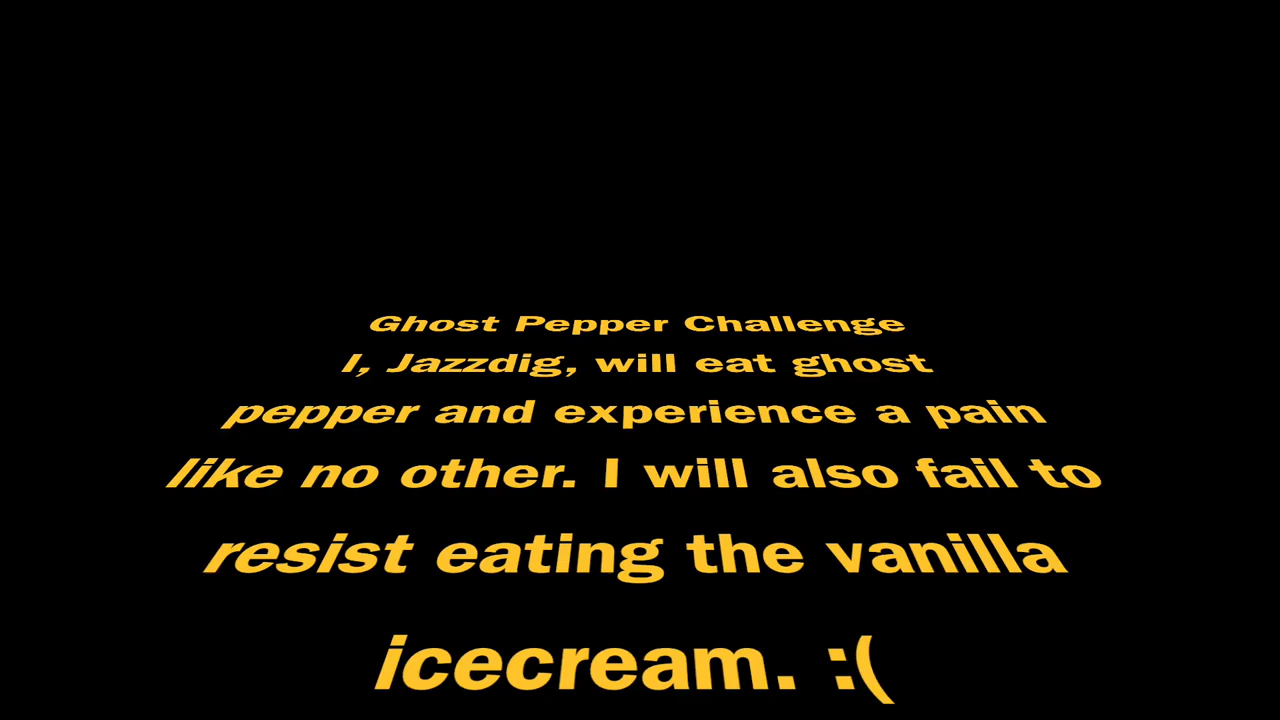 Ghost Pepper Challenge
I, Jazzdig, will eat ghost
pepper and experience a pain
like no other. I will also fail to
resist eating the vanilla
icecream. :(